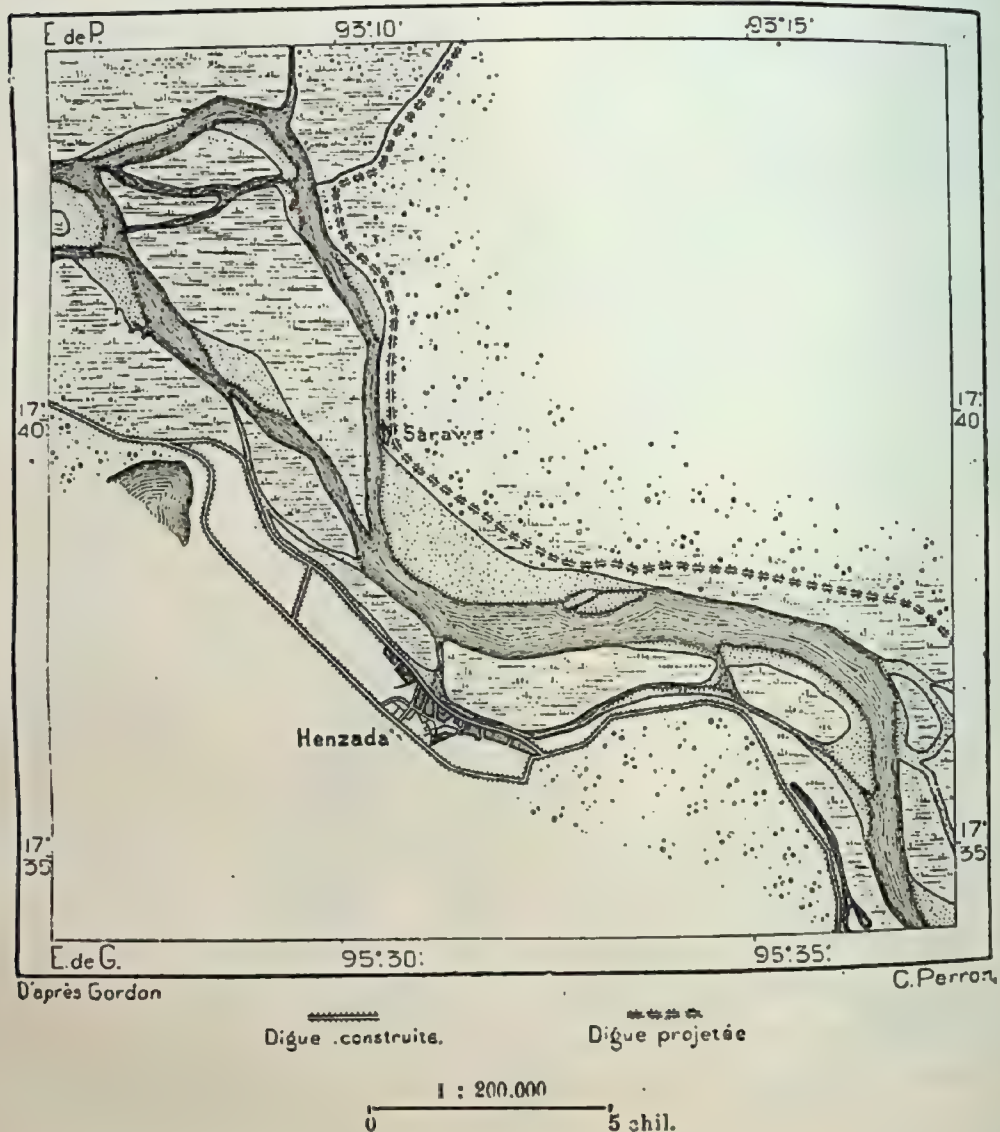 E. de P. 93°10' 93°15'
17° 40'
17° 40'
Sarawa
Henzada
17° 35'
17° 35'
E. de G. 95°30' 95°35'
D'après Gordon C. Perron
Digue construite. Digue projetée
1 : 200.000
0 5 chil.